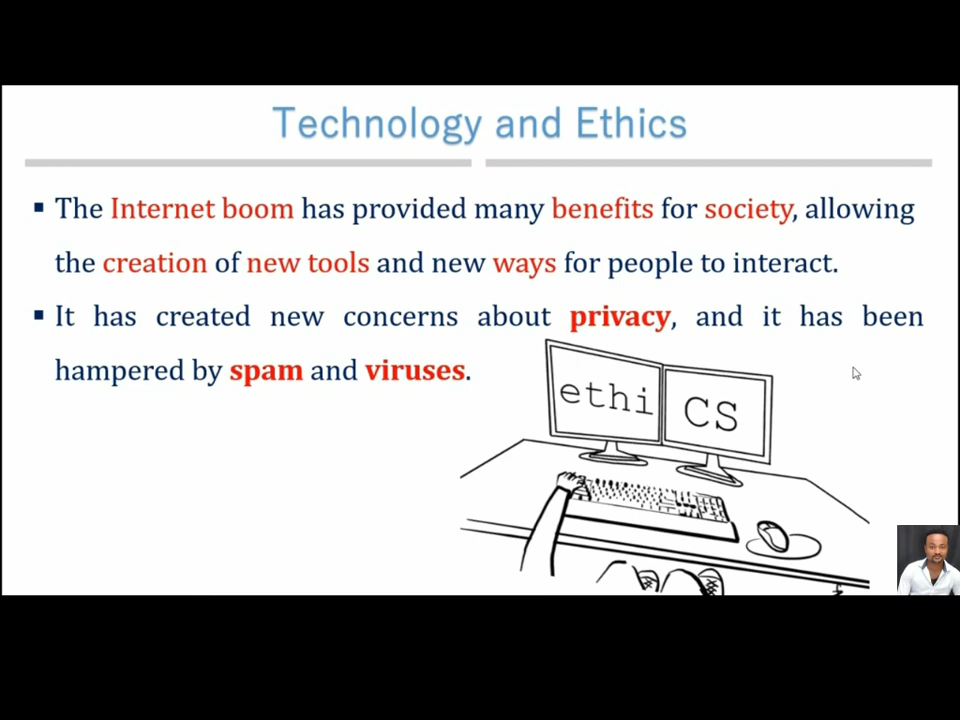 Technology and Ethics
▪ The Internet boom has provided many benefits for society, allowing
the creation of new tools and new ways for people to interact.
▪ It has created new concerns about privacy, and it has been
hampered by spam and viruses.
ethi CS